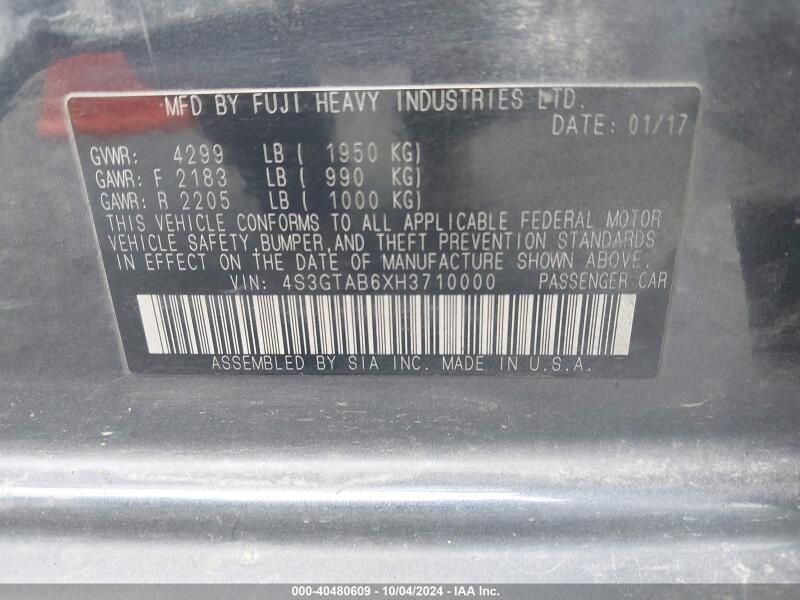 MFD BY FUJI HEAVY INDUSTRIES LTD.
DATE: 01/17
GVWR: 4299 LB ( 1950 KG)
GAWR: F 2183 LB ( 990 KG)
GAWR: R 2205 LB ( 1000 KG)
THIS VEHICLE CONFORMS TO ALL APPLICABLE FEDERAL MOTOR
VEHICLE SAFETY, BUMPER, AND THEFT PREVENTION STANDARDS
IN EFFECT ON THE DATE OF MANUFACTURE SHOWN ABOVE.
VIN: 4S3GTAB6XH3710000 PASSENGER CAR
ASSEMBLED BY SIA INC. MADE IN U.S.A.
000-40480609 - 10/04/2024 - IAA Inc.